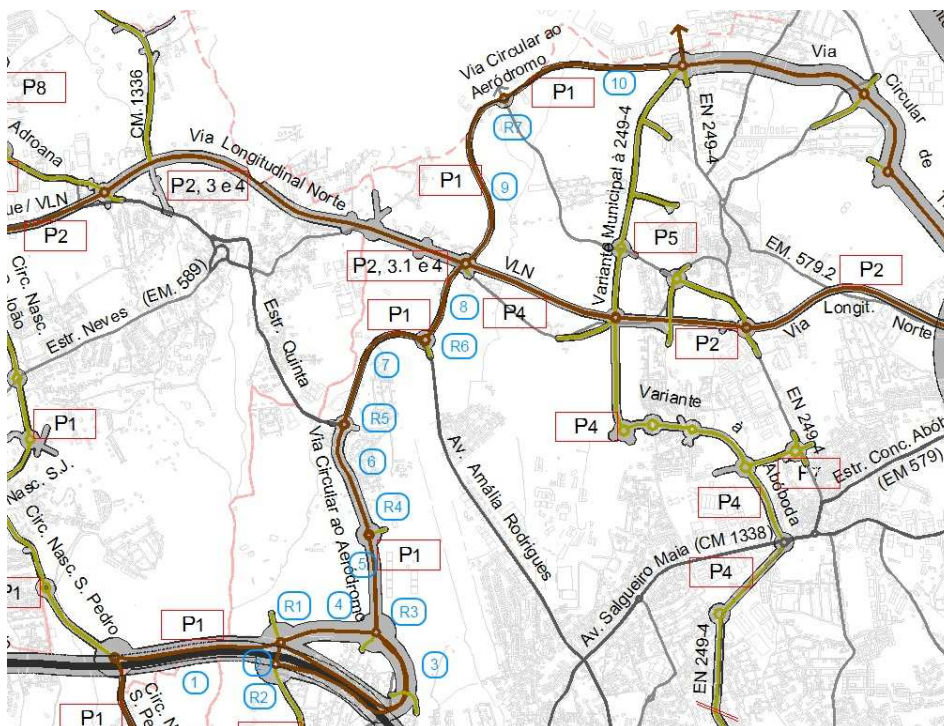 P8
CM 1336
Adroana
Via Longitudinal Norte
P2, 3 e 4
ue/ VLN
P2
Via Circular ao
Aeródromo
P1
10
R7
P1
9
Via
Circular
de
EN 249-4
Variante Municipal à 249-4
P5
EM. 579.2
P2
Via
Longit.
Norte
P2, 3.1 e 4
VLN
P4
P2
8
P1
R6
7
Circ. Nasc.
João
Estr. Neves (EM. 589)
Estr. Quinta
R5
6
P1
Nasc. S.J.
Variante
a
Abóboda
P4
EN 249-4
P4
Estr. Conc. Abób
(EM 579)
Av. Amália Rodrigues
Via Circular ao Aeródromo
R4
P1
5
Circ. Nasc. S. Pedro
P1
P1
R1
4
R3
3
1
R2
Av. Salgueiro Maia (CM 1338)
P4
EN 249-4
P1
Circ. N
S. Pe